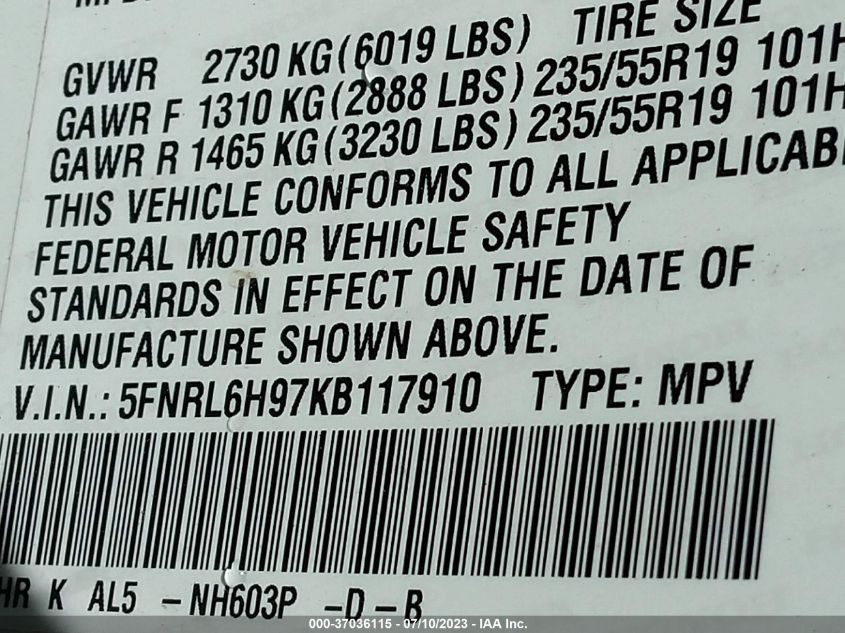 GVWR 2730 KG (6019 LBS) TIRE SIZE
GAWR F 1310 KG (2888 LBS) 235/55R19 101H
GAWR R 1465 KG (3230 LBS) 235/55R19 101H
THIS VEHICLE CONFORMS TO ALL APPLICABL
FEDERAL MOTOR VEHICLE SAFETY
STANDARDS IN EFFECT ON THE DATE OF
MANUFACTURE SHOWN ABOVE.
V.I.N.: 5FNRL6H97KB117910 TYPE: MPV
HR K AL5 -NH603P -D-B
000-37036115 - 07/10/2023 - IAA Inc.